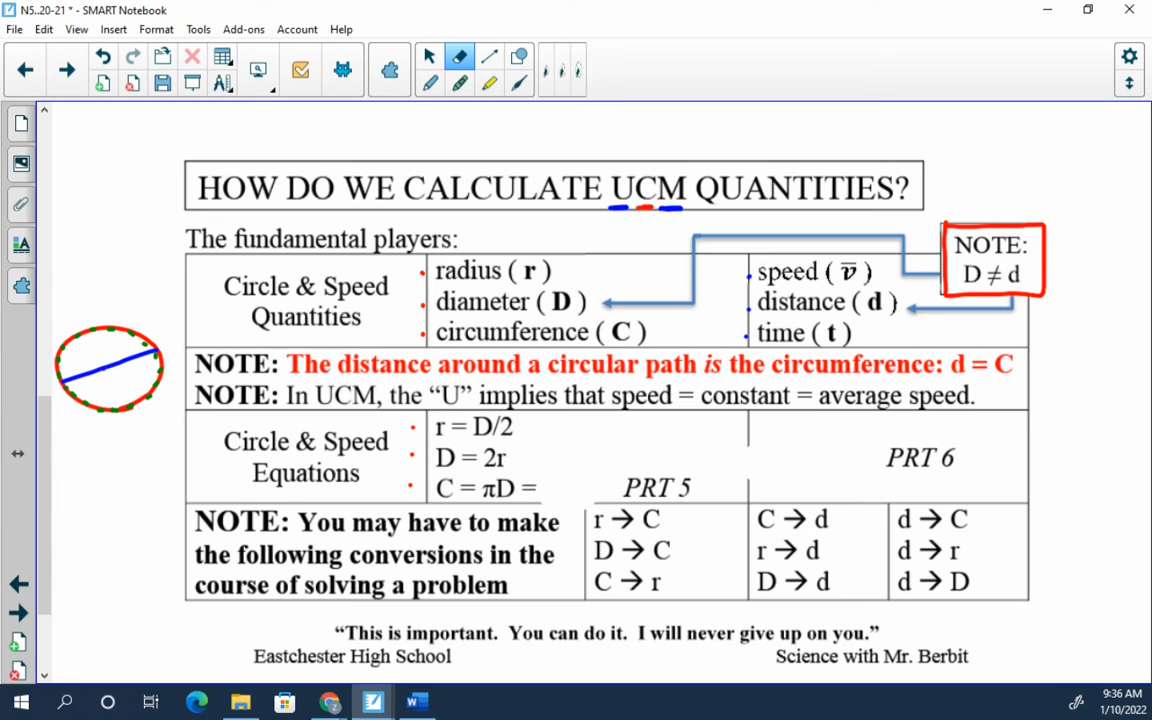 N5..20-21 * - SMART Notebook
File Edit View Insert Format Tools Add-ons Account Help
HOW DO WE CALCULATE UCM QUANTITIES?
The fundamental players:
NOTE:
D ≠ d
Circle & Speed
Quantities
radius ( r )
diameter ( D )
circumference ( C )
speed ( v̅ )
distance ( d )
time ( t )
NOTE: The distance around a circular path is the circumference: d = C
NOTE: In UCM, the “U” implies that speed = constant = average speed.
Circle & Speed
Equations
r = D/2
D = 2r
C = πD =
PRT 5
PRT 6
NOTE: You may have to make
the following conversions in the
course of solving a problem
r → C
D → C
C → r
C → d
r → d
D → d
d → C
d → r
d → D
“This is important. You can do it. I will never give up on you.”
Eastchester High School Science with Mr. Berbit
9:36 AM
1/10/2022